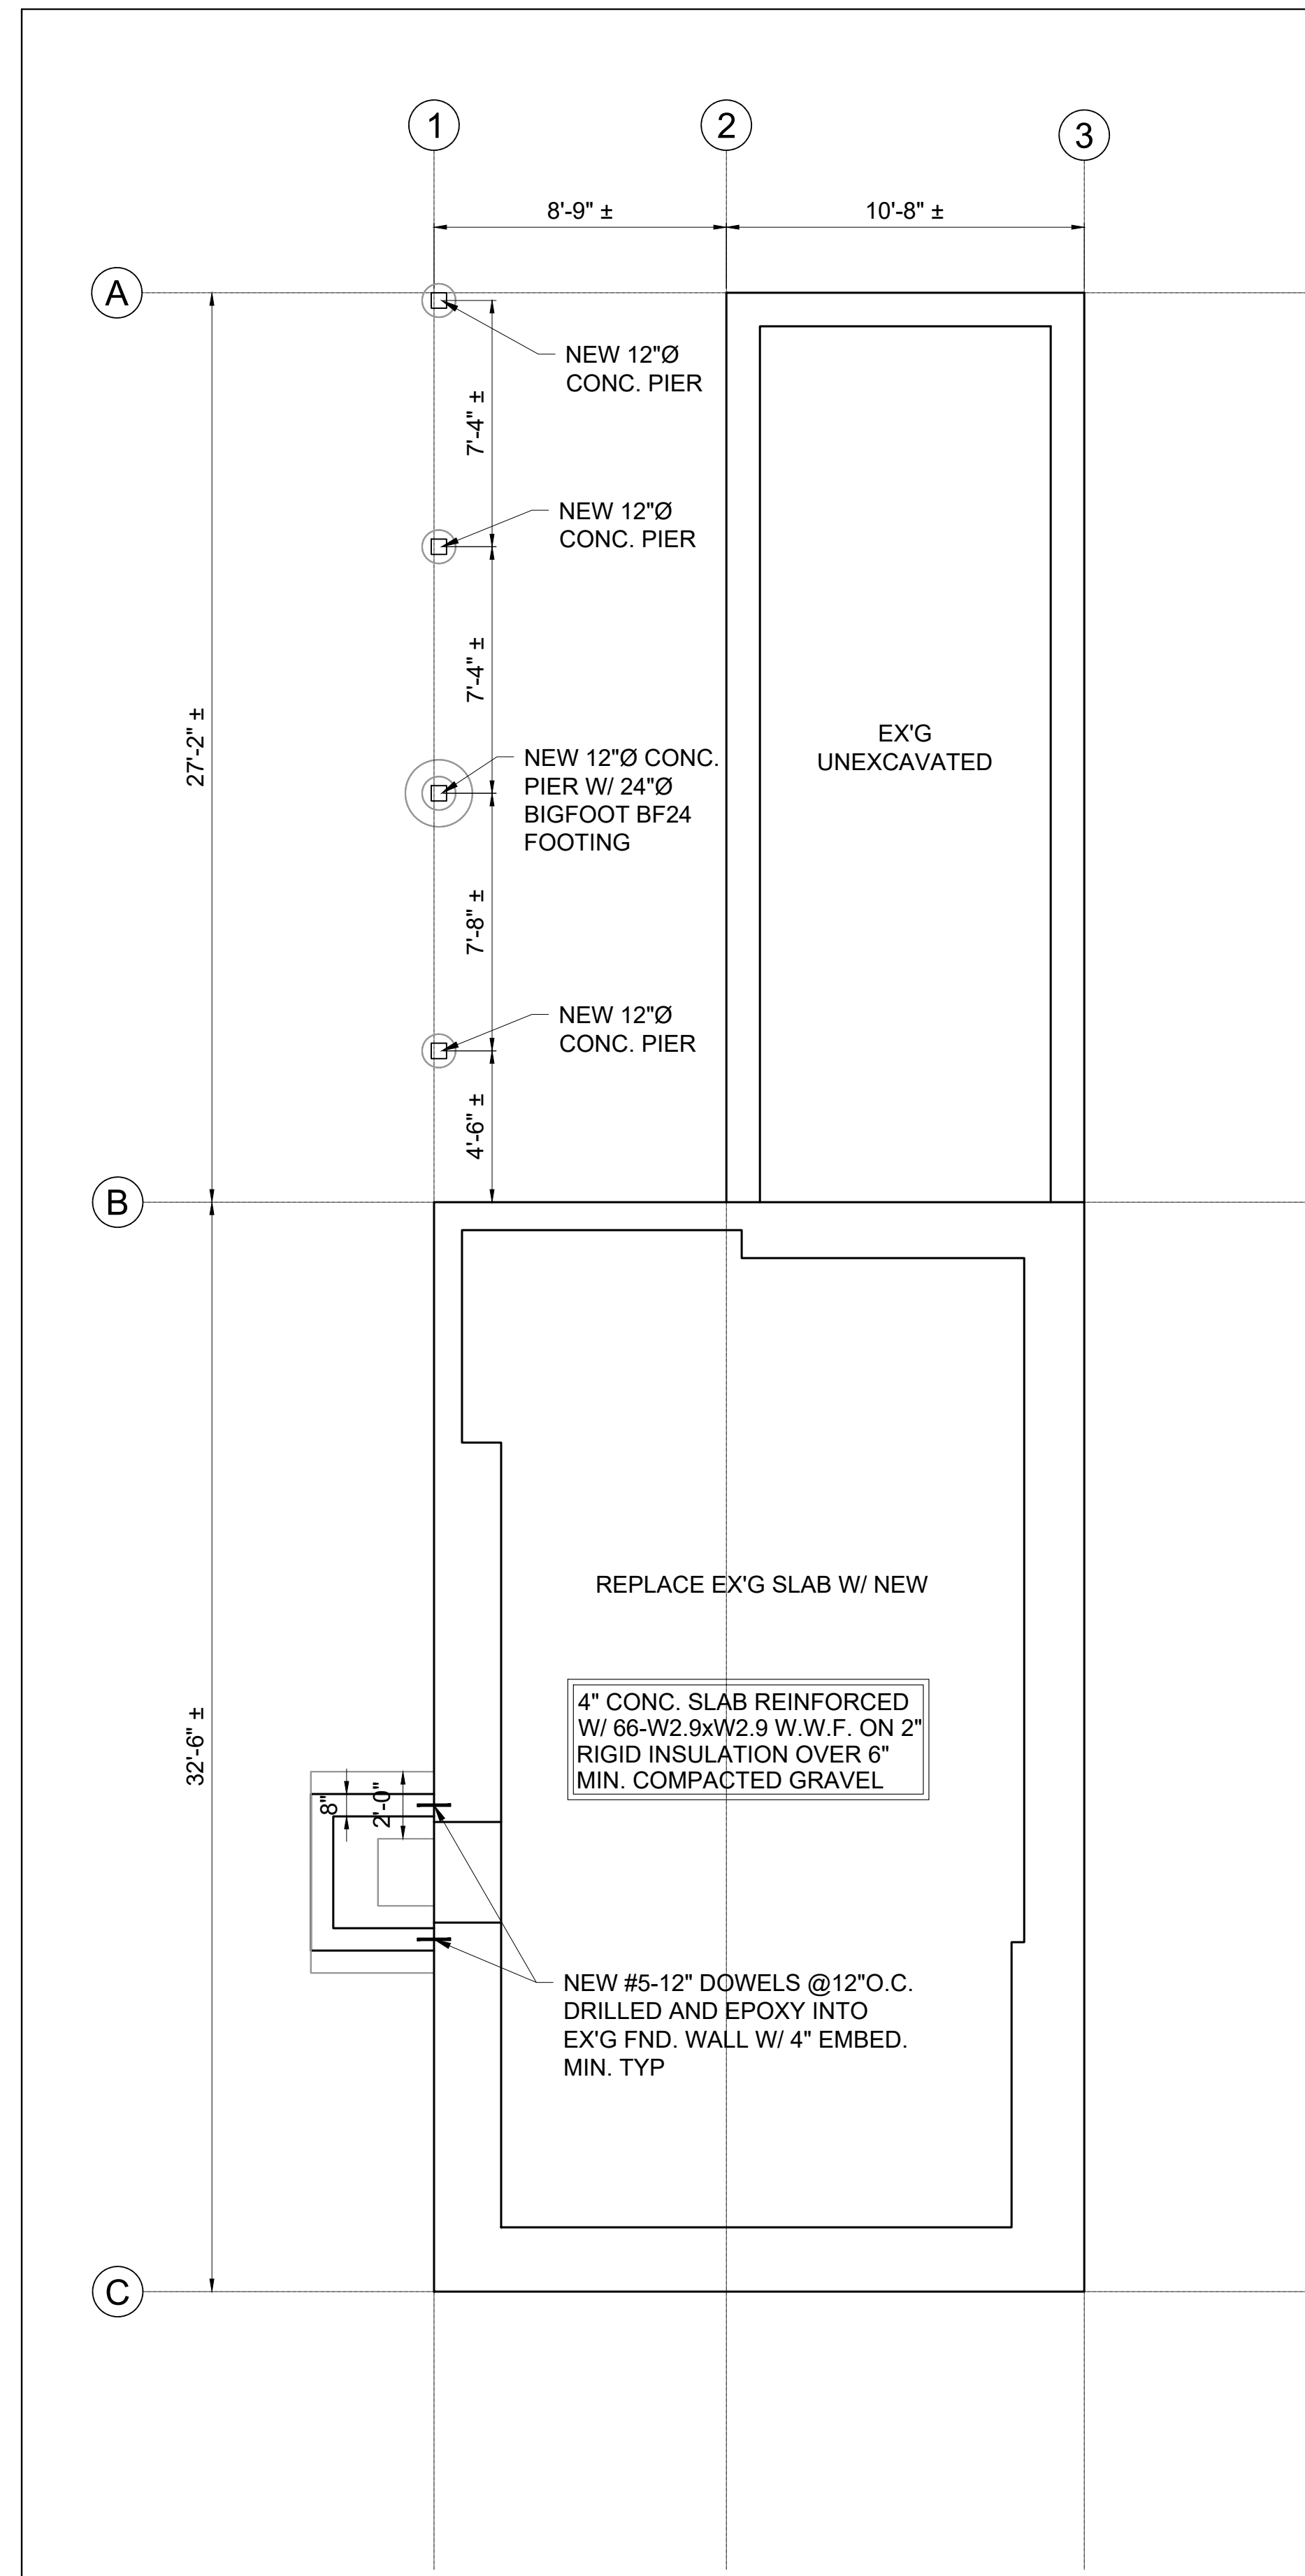 1
2
3
8'-9" ±
10'-8" ±
A
NEW 12"Ø
CONC. PIER
7'-4" ±
NEW 12"Ø
CONC. PIER
7'-4" ±
27'-2" ±
EX'G
UNEXCAVATED
NEW 12"Ø CONC.
PIER W/ 24"Ø
BIGFOOT BF24
FOOTING
7'-8" ±
NEW 12"Ø
CONC. PIER
4'-6" ±
B
REPLACE EX'G SLAB W/ NEW
4" CONC. SLAB REINFORCED
W/ 66-W2.9xW2.9 W.W.F. ON 2"
RIGID INSULATION OVER 6"
MIN. COMPACTED GRAVEL
32'-6" ±
8"
2'-0"
NEW #5-12" DOWELS @12"O.C.
DRILLED AND EPOXY INTO
EX'G FND. WALL W/ 4" EMBED.
MIN. TYP
C